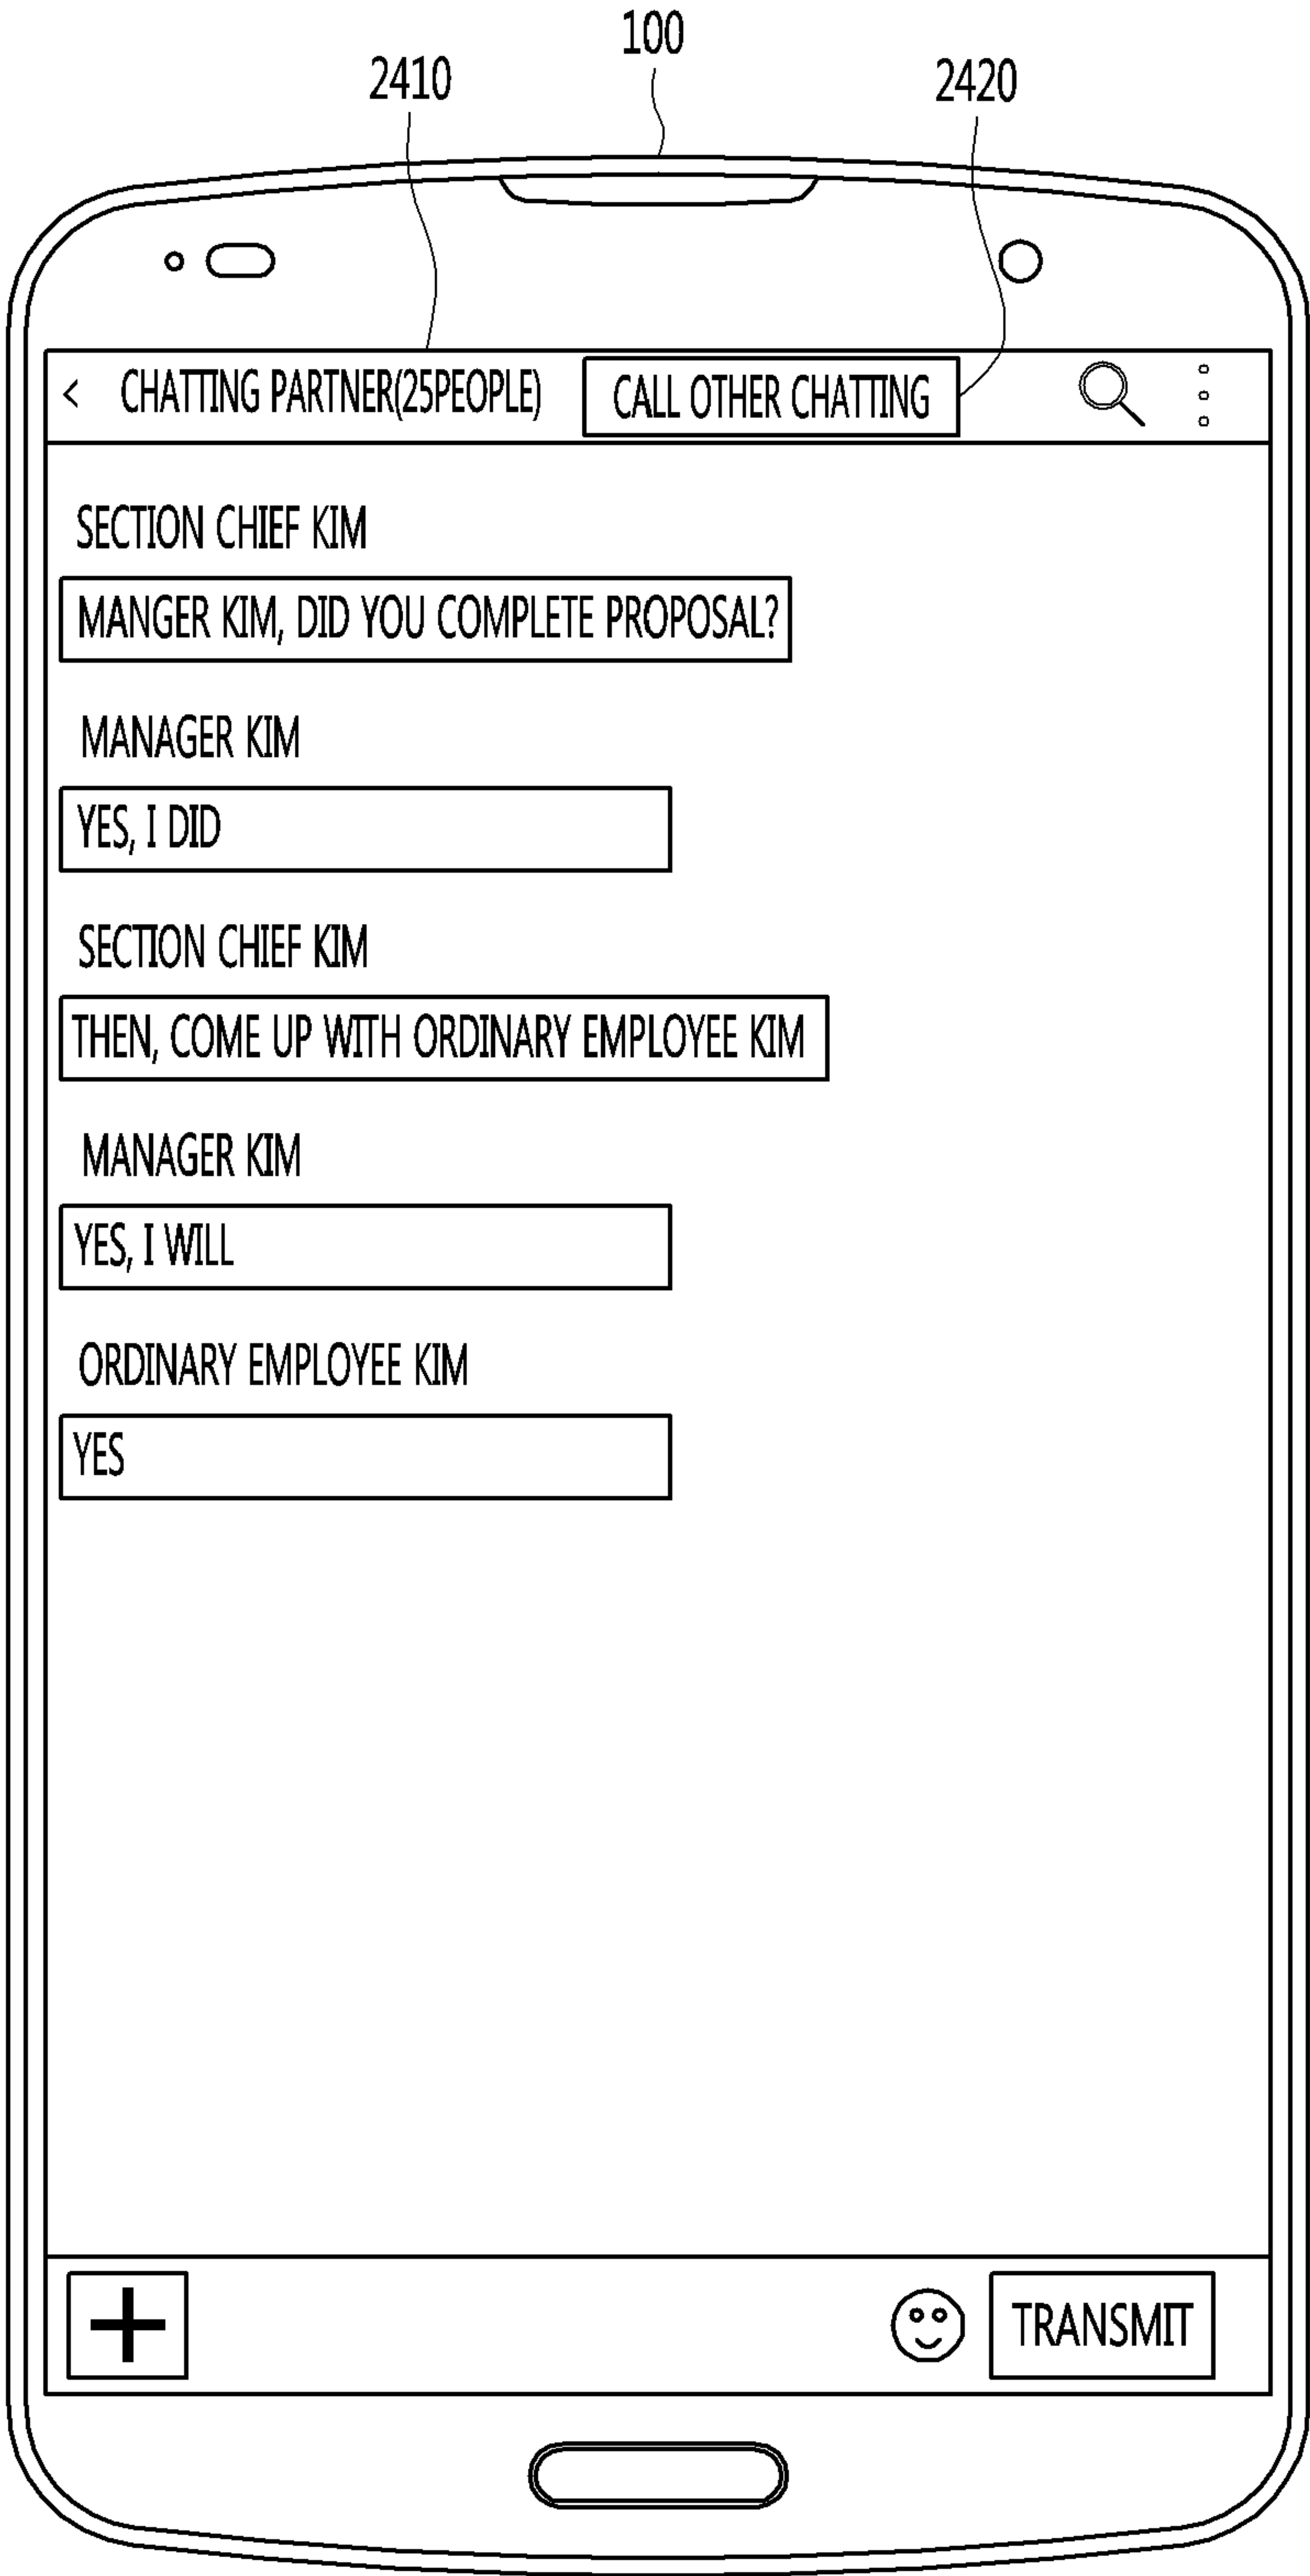 100
2410
2420
< CHATTING PARTNER(25PEOPLE) CALL OTHER CHATTING
SECTION CHIEF KIM
MANGER KIM, DID YOU COMPLETE PROPOSAL?
MANAGER KIM
YES, I DID
SECTION CHIEF KIM
THEN, COME UP WITH ORDINARY EMPLOYEE KIM
MANAGER KIM
YES, I WILL
ORDINARY EMPLOYEE KIM
YES
TRANSMIT